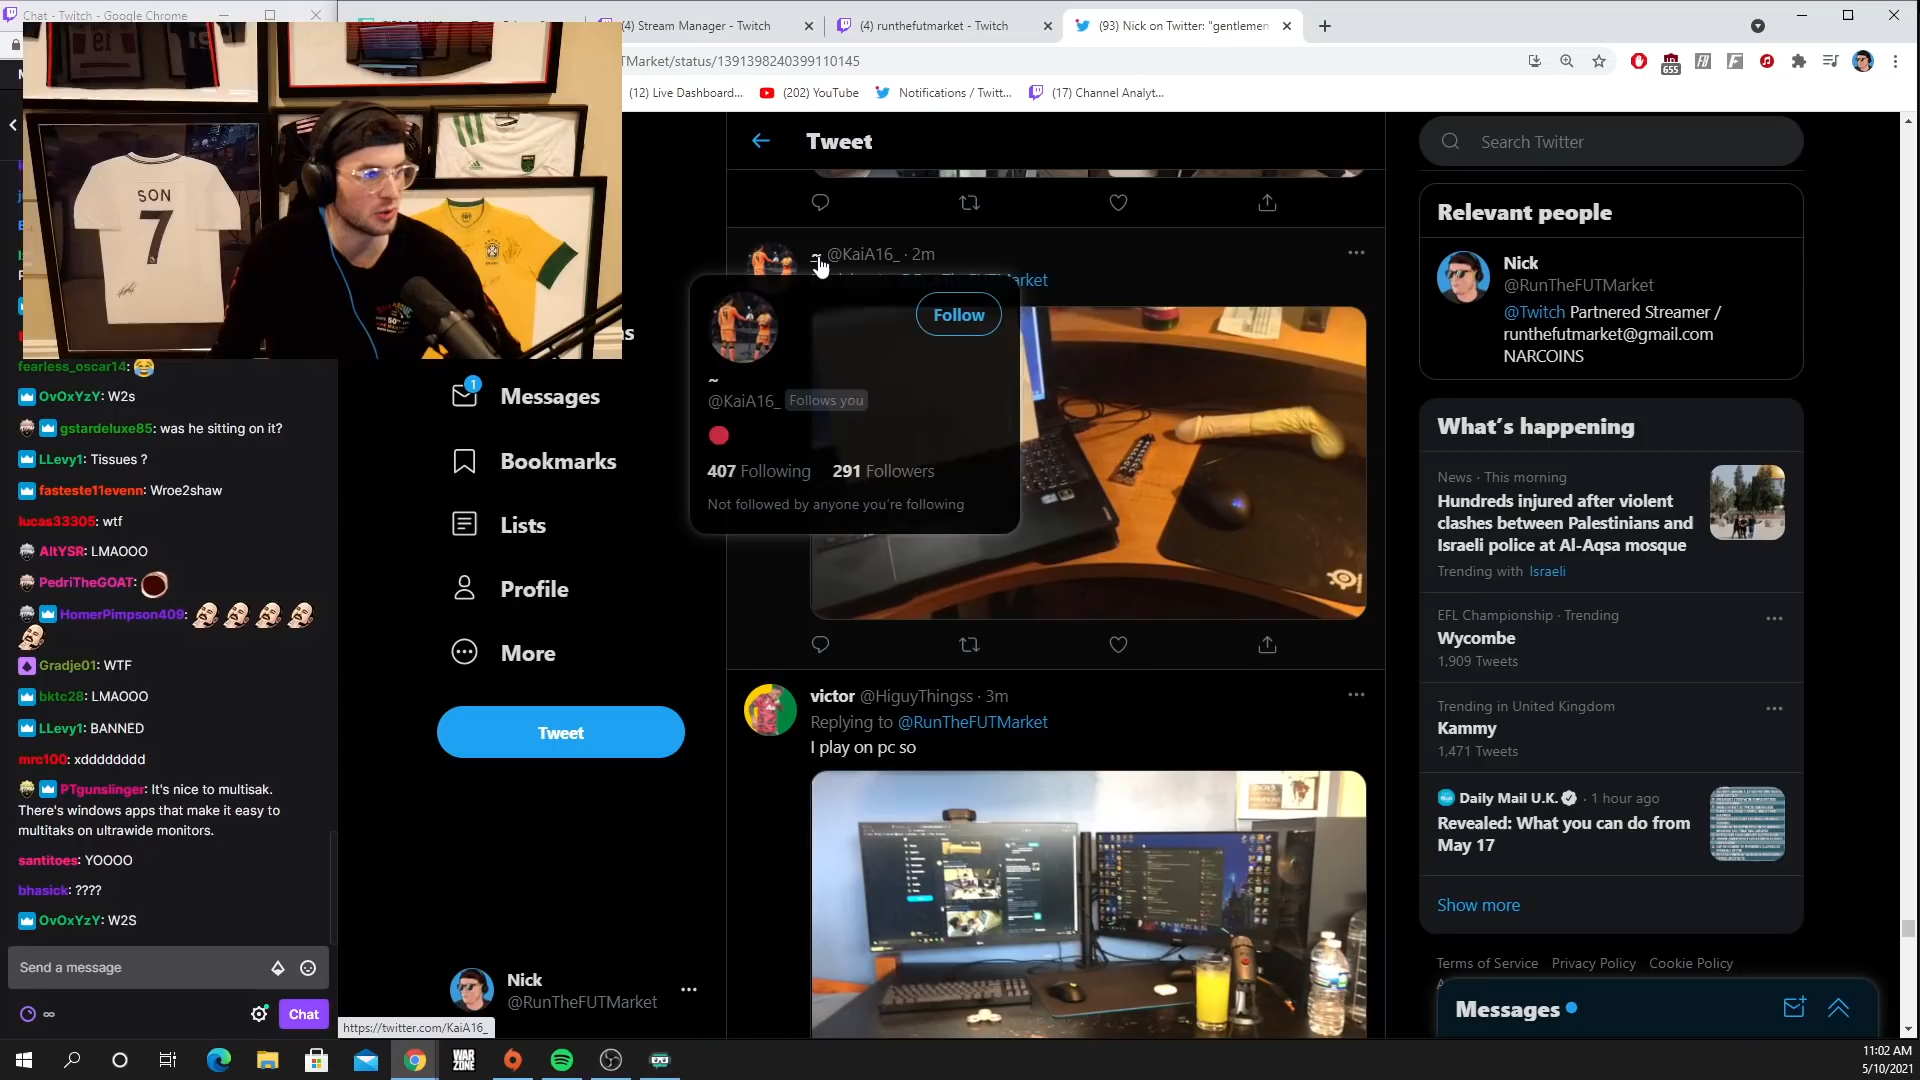 Chat - Twitch - Google Chrome
(4) Stream Manager - Twitch
(4) runthefutmarket - Twitch
(93) Nick on Twitter: "gentlemen
TMarket/status/1391398240399110145
655
(12) Live Dashboard...
(202) YouTube
Notifications / Twitt...
(17) Channel Analyt...
SON
7
fearless_oscar14: 😂
OvOxYzY: W2s
gstardeluxe85: was he sitting on it?
LLevy1: Tissues ?
fasteste11evenn: Wroe2shaw
lucas33305: wtf
AltYSR: LMAOOO
PedriTheGOAT:
HomerPimpson409:
Gradje01: WTF
bktc28: LMAOOO
LLevy1: BANNED
mrc100: xdddddddd
PTgunslinger: It's nice to multisak.
There's windows apps that make it easy to
multitaks on ultrawide monitors.
santitoes: YOOOO
bhasick: ????
OvOxYzY: W2S
Send a message
∞
Chat
1
Messages
Bookmarks
Lists
Profile
More
Tweet
Nick
@RunTheFUTMarket
https://twitter.com/KaiA16_
Tweet
~ @KaiA16_ · 2m
arket
Follow
~
@KaiA16_ Follows you
407 Following 291 Followers
Not followed by anyone you're following
victor @HiguyThingss · 3m
Replying to @RunTheFUTMarket
I play on pc so
Search Twitter
Relevant people
Nick
@RunTheFUTMarket
@Twitch Partnered Streamer /
runthefutmarket@gmail.com
NARCOINS
What's happening
News · This morning
Hundreds injured after violent
clashes between Palestinians and
Israeli police at Al-Aqsa mosque
Trending with Israeli
EFL Championship · Trending
Wycombe
1,909 Tweets
Trending in United Kingdom
Kammy
1,471 Tweets
Daily Mail U.K. · 1 hour ago
Revealed: What you can do from
May 17
Show more
Terms of Service Privacy Policy Cookie Policy
Messages
WAR
ZONE
11:02 AM
5/10/2021